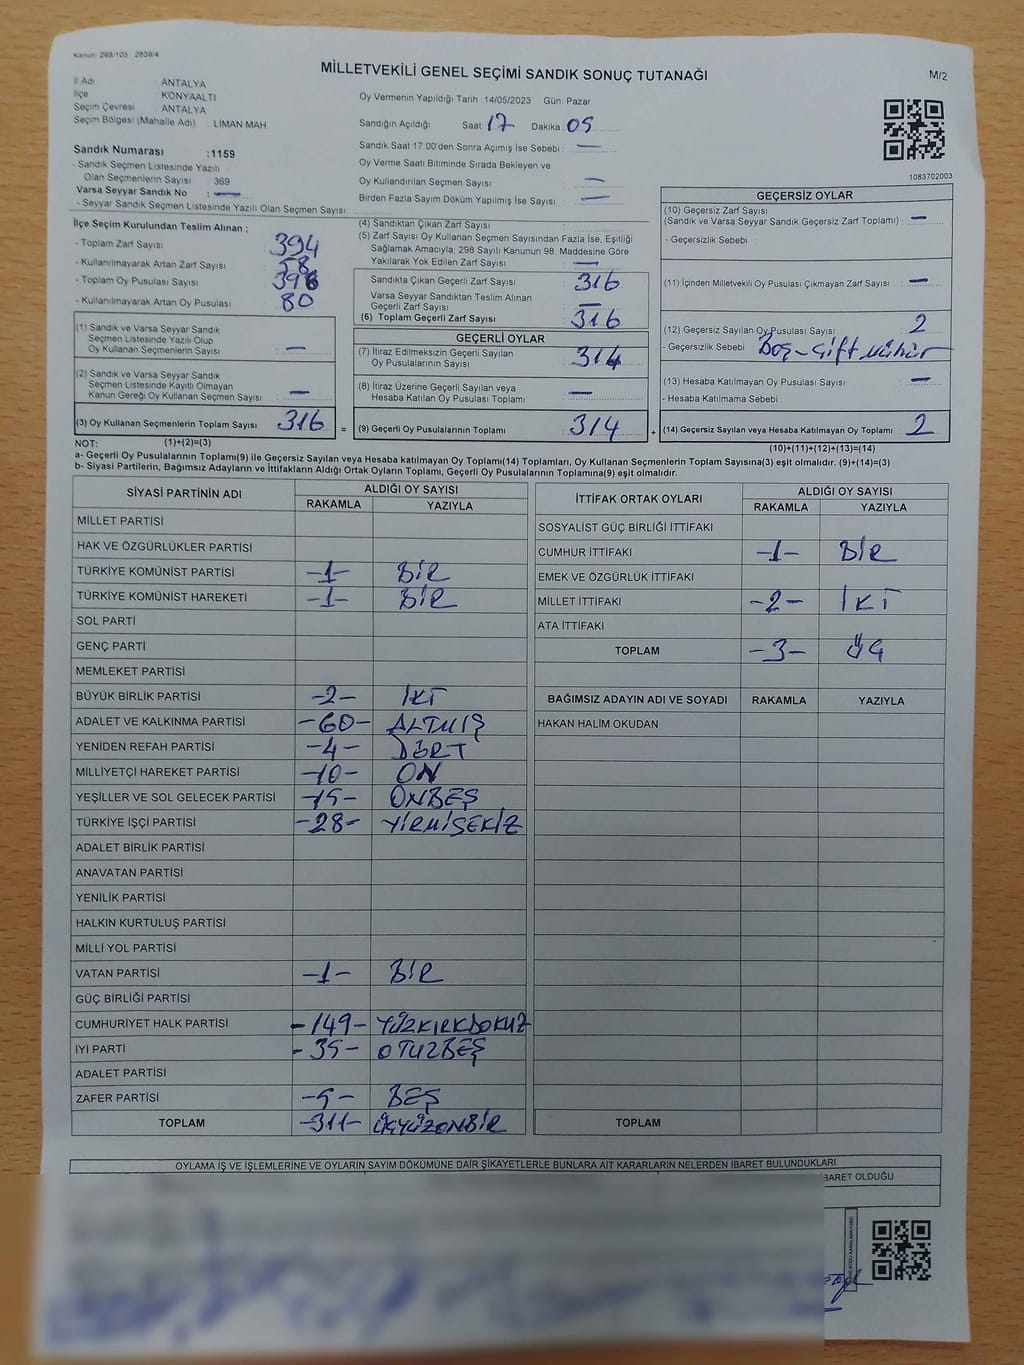 Kanun: 298/105 : 2839/4
MİLLETVEKİLİ GENEL SEÇİMİ SANDIK SONUÇ TUTANAĞI
M/2
İl Adı ANTALYA
İlçe KONYAALTI
Seçim Çevresi ANTALYA
Seçim Bölgesi (Mahalle Adı) LİMAN MAH
Sandık Numarası :1159
- Sandık Seçmen Listesinde Yazılı
Olan Seçmenlerin Sayısı : 369
Varsa Seyyar Sandık No : —
- Seyyar Sandık Seçmen Listesinde Yazılı Olan Seçmen Sayısı:
Oy Vermenin Yapıldığı Tarih :14/05/2023 Gün: Pazar
Sandığın Açıldığı Saat : 17 Dakika : 05
Sandık Saat 17.00'den Sonra Açımış İse Sebebi : —
Oy Verme Saati Bitiminde Sırada Bekleyen ve
Oy Kullandırılan Seçmen Sayısı : —
Birden Fazla Sayım Döküm Yapılmış İse Sayısı : —
1083702003
İlçe Seçim Kurulundan Teslim Alınan ;
- Toplam Zarf Sayısı : 394
- Kullanılmayarak Artan Zarf Sayısı : 58
- Toplam Oy Pusulası Sayısı : 396
- Kullanılmayarak Artan Oy Pusulası : 80
(1) Sandık ve Varsa Seyyar Sandık
Seçmen Listesinde Yazılı Olup
Oy Kullanan Seçmenlerin Sayısı : —
(2) Sandık ve Varsa Seyyar Sandık
Seçmen Listesinde Kayıtlı Olmayan
Kanun Gereği Oy Kullanan Seçmen Sayısı : —
(3) Oy Kullanan Seçmenlerin Toplam Sayısı : 316
(4) Sandıktan Çıkan Zarf Sayısı :
(5) Zarf Sayısı Oy Kullanan Seçmen Sayısından Fazla İse, Eşitliği
Sağlamak Amacıyla, 298 Sayılı Kanunun 98. Maddesine Göre
Yakılarak Yok Edilen Zarf Sayısı : —
Sandıkta Çıkan Geçerli Zarf Sayısı : 316
Varsa Seyyar Sandıktan Teslim Alınan
Geçerli Zarf Sayısı : —
(6) Toplam Geçerli Zarf Sayısı : 316
GEÇERLİ OYLAR
(7) İtiraz Edilmeksizin Geçerli Sayılan
Oy Pusulalarının Sayısı : 314
(8) İtiraz Üzerine Geçerli Sayılan veya
Hesaba Katılan Oy Pusulası Toplamı : —
= (9) Geçerli Oy Pusulalarının Toplamı : 314
GEÇERSİZ OYLAR
(10) Geçersiz Zarf Sayısı
(Sandık ve Varsa Seyyar Sandık Geçersiz Zarf Toplamı) : —
- Geçersizlik Sebebi :
(11) İçinden Milletvekili Oy Pusulası Çıkmayan Zarf Sayısı : —
(12) Geçersiz Sayılan Oy Pusulası Sayısı : 2
- Geçersizlik Sebebi : Boş - Çift Mühür
(13) Hesaba Katılmayan Oy Pusulası Sayısı : —
- Hesaba Katılmama Sebebi :
+ (14) Geçersiz Sayılan veya Hesaba Katılmayan Oy Toplamı : 2
NOT: (1)+(2)=(3)
(10)+(11)+(12)+(13)=(14)
a- Geçerli Oy Pusulalarının Toplamı(9) ile Geçersiz Sayılan veya Hesaba katılmayan Oy Toplamı(14) Toplamları, Oy Kullanan Seçmenlerin Toplam Sayısına(3) eşit olmalıdır. (9)+(14)=(3)
b- Siyasi Partilerin, Bağımsız Adayların ve İttifakların Aldığı Ortak Oyların Toplamı, Geçerli Oy Pusulalarının Toplamına(9) eşit olmalıdır.
SİYASİ PARTİNİN ADI ALDIĞI OY SAYISI
RAKAMLA YAZIYLA
MİLLET PARTİSİ
HAK VE ÖZGÜRLÜKLER PARTİSİ
TÜRKİYE KOMÜNİST PARTİSİ -1- BİR
TÜRKİYE KOMÜNİST HAREKETİ -1- BİR
SOL PARTİ
GENÇ PARTİ
MEMLEKET PARTİSİ
BÜYÜK BİRLİK PARTİSİ -2- İKİ
ADALET VE KALKINMA PARTİSİ -60- ALTMIŞ
YENİDEN REFAH PARTİSİ -4- DÖRT
MİLLİYETÇİ HAREKET PARTİSİ -10- ON
YEŞİLLER VE SOL GELECEK PARTİSİ -15- ONBEŞ
TÜRKİYE İŞÇİ PARTİSİ -28- YİRMİSEKİZ
ADALET BİRLİK PARTİSİ
ANAVATAN PARTİSİ
YENİLİK PARTİSİ
HALKIN KURTULUŞ PARTİSİ
MİLLİ YOL PARTİSİ
VATAN PARTİSİ -1- BİR
GÜÇ BİRLİĞİ PARTİSİ
CUMHURİYET HALK PARTİSİ -149- YÜZKIRKDOKUZ
İYİ PARTİ -35- OTUZBEŞ
ADALET PARTİSİ
ZAFER PARTİSİ -5- BEŞ
TOPLAM -311- ÜÇYÜZONBİR
İTTİFAK ORTAK OYLARI ALDIĞI OY SAYISI
RAKAMLA YAZIYLA
SOSYALİST GÜÇ BİRLİĞİ İTTİFAKI
CUMHUR İTTİFAKI -1- BİR
EMEK VE ÖZGÜRLÜK İTTİFAKI
MİLLET İTTİFAKI -2- İKİ
ATA İTTİFAKI
TOPLAM -3- ÜÇ
BAĞIMSIZ ADAYIN ADI VE SOYADI RAKAMLA YAZIYLA
HAKAN HALİM OKUDAN
TOPLAM
OYLAMA İŞ VE İŞLEMLERİNE VE OYLARIN SAYIM DÖKÜMÜNE DAİR ŞİKAYETLERLE BUNLARA AİT KARARLARIN NELERDEN İBARET BULUNDUKLARI
BARET OLDUĞU